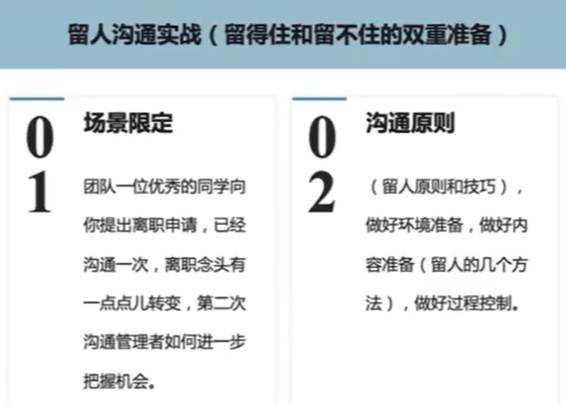 留人沟通实战（留得住和留不住的双重准备）
01
场景限定
团队一位优秀的同学向
你提出离职申请，已经
沟通一次，离职念头有
一点点儿转变，第二次
沟通管理者如何进一步
把握机会。
02
沟通原则
（留人原则和技巧），
做好环境准备，做好内
容准备（留人的几个方
法），做好过程控制。